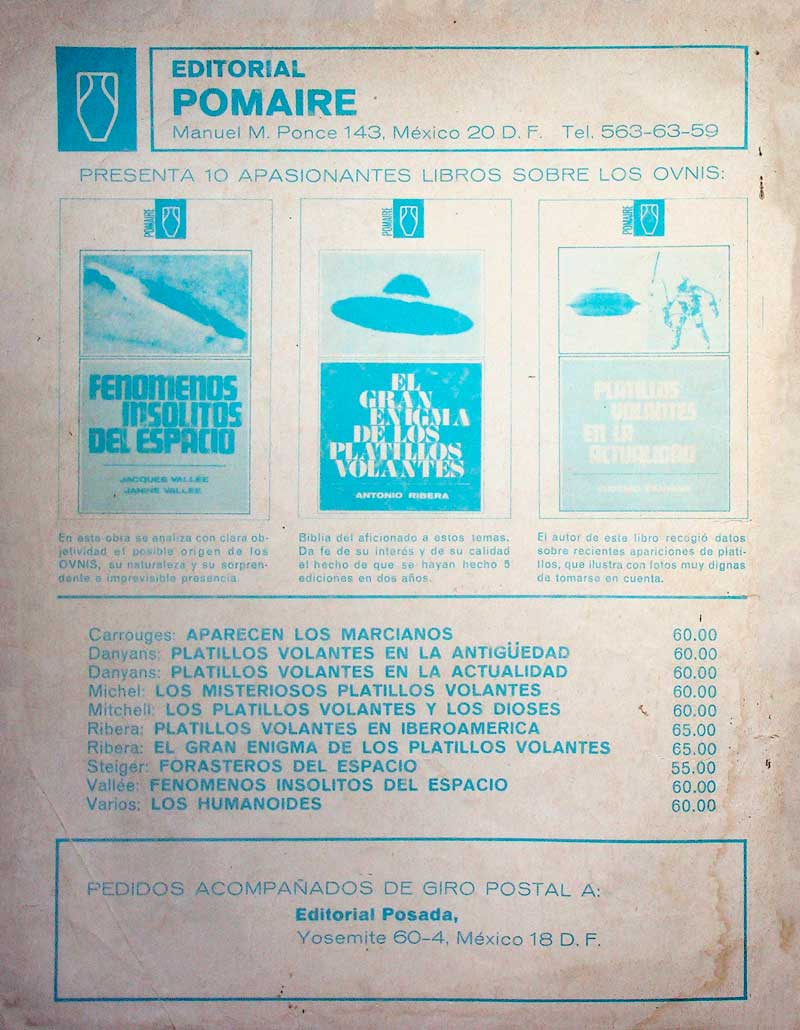 EDITORIAL
POMAIRE
Manuel M. Ponce 143, México 20 D. F. Tel. 563-63-59
PRESENTA 10 APASIONANTES LIBROS SOBRE LOS OVNIS:
POMAIRE
POMAIRE
POMAIRE
FENOMENOS
INSOLITOS
DEL ESPACIO
JACQUES VALLEE
JANINE VALLEE
EL
GRAN
ENIGMA
DE LOS
PLATILLOS
VOLANTES
ANTONIO RIBERA
PLATILLOS
VOLANTES
EN LA
ACTUALIDAD
En esta obra se analiza con clara ob-
jetividad el posible origen de los
OVNIS, su naturaleza y su sorpren-
dente e imprevisible presencia.
Biblia del aficionado a estos temas.
Da fe de su interés y de su calidad
el hecho de que se hayan hecho 5
ediciones en dos años.
El autor de este libro recogió datos
sobre recientes apariciones de plati-
llos, que ilustra con fotos muy dignas
de tomarse en cuenta.
Carrouges: APARECEN LOS MARCIANOS 60.00
Danyans: PLATILLOS VOLANTES EN LA ANTIGÜEDAD 60.00
Danyans: PLATILLOS VOLANTES EN LA ACTUALIDAD 60.00
Michel: LOS MISTERIOSOS PLATILLOS VOLANTES 60.00
Mitchell: LOS PLATILLOS VOLANTES Y LOS DIOSES 60.00
Ribera: PLATILLOS VOLANTES EN IBEROAMERICA 65.00
Ribera: EL GRAN ENIGMA DE LOS PLATILLOS VOLANTES 65.00
Steiger: FORASTEROS DEL ESPACIO 55.00
Vallée: FENOMENOS INSOLITOS DEL ESPACIO 60.00
Varios: LOS HUMANOIDES 60.00
PEDIDOS ACOMPAÑADOS DE GIRO POSTAL A:
Editorial Posada,
Yosemite 60-4, México 18 D. F.